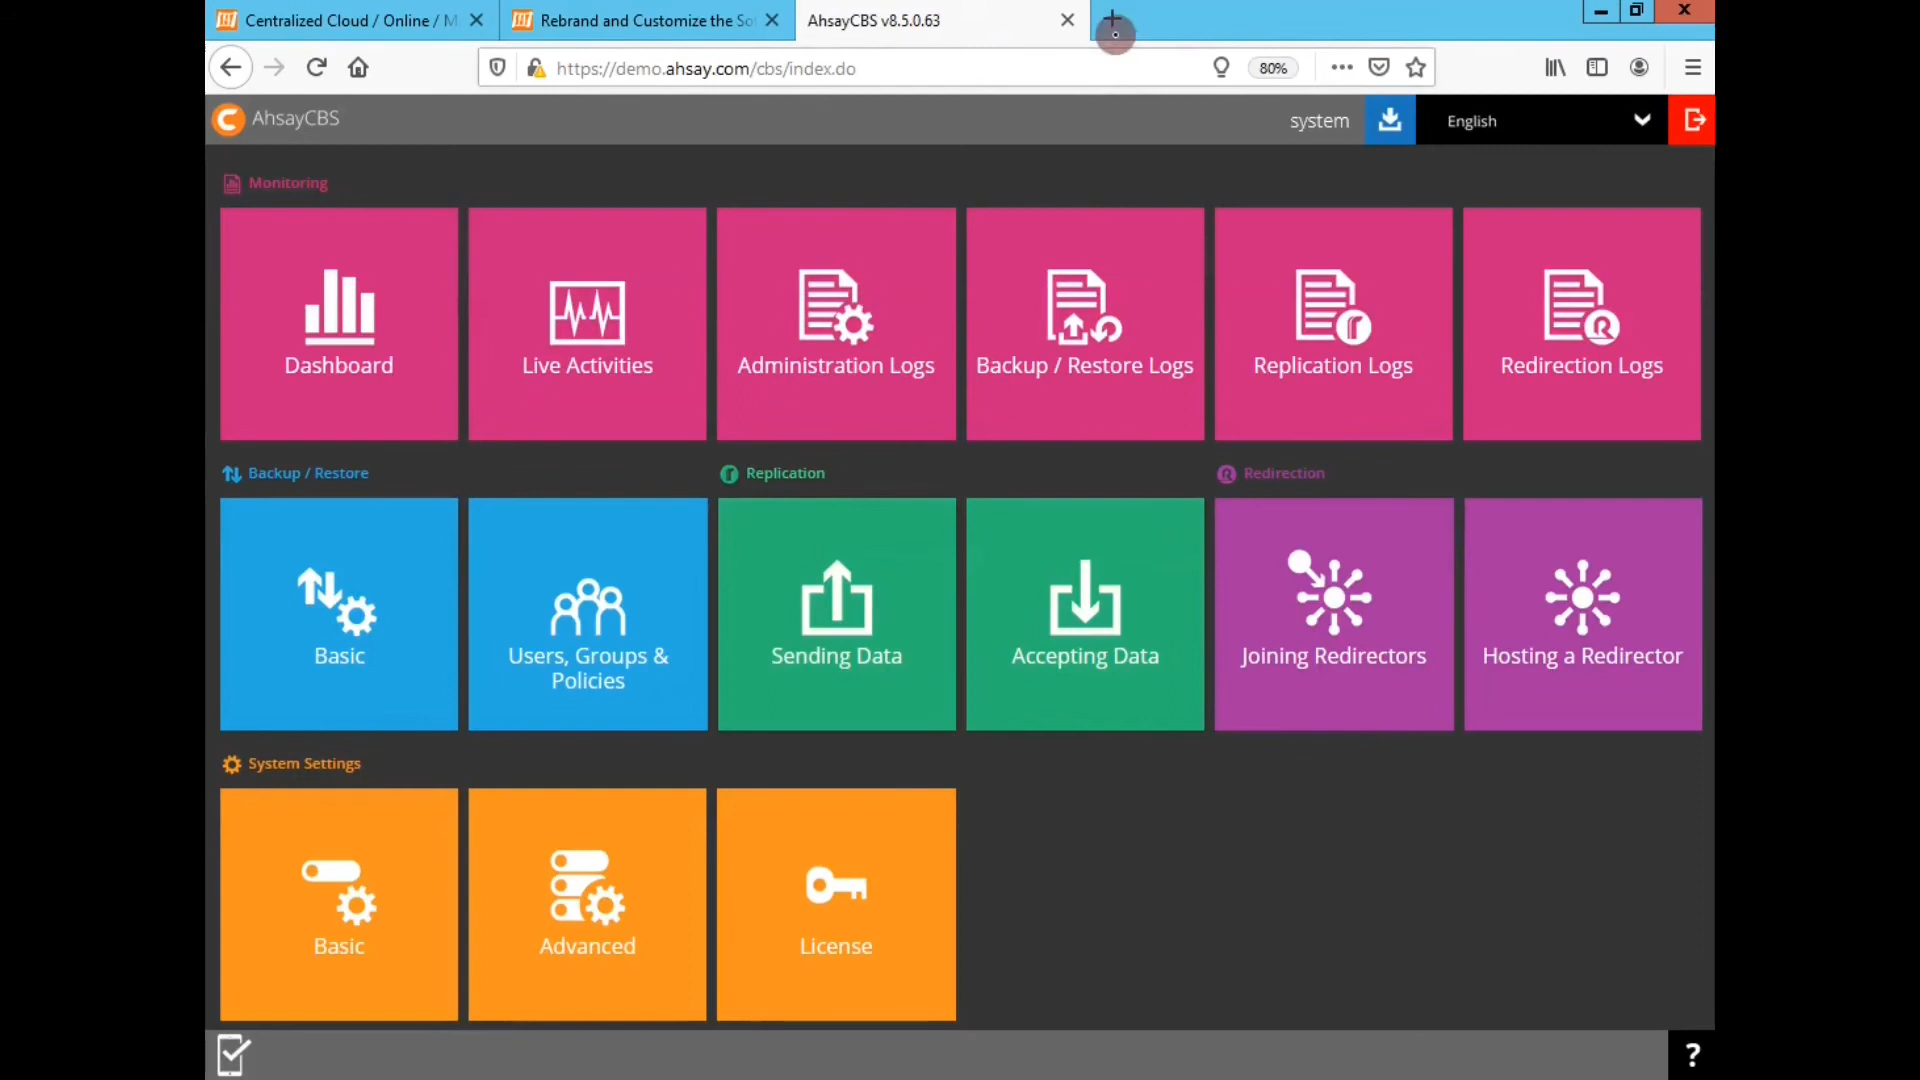 Centralized Cloud / Online / M
Rebrand and Customize the So
AhsayCBS v8.5.0.63
https://demo.ahsay.com/cbs/index.do
80%
AhsayCBS
system
English
Monitoring
Dashboard
Live Activities
Administration Logs
Backup / Restore Logs
Replication Logs
Redirection Logs
Backup / Restore
Replication
Redirection
Basic
Users, Groups &
Policies
Sending Data
Accepting Data
Joining Redirectors
Hosting a Redirector
System Settings
Basic
Advanced
License
?